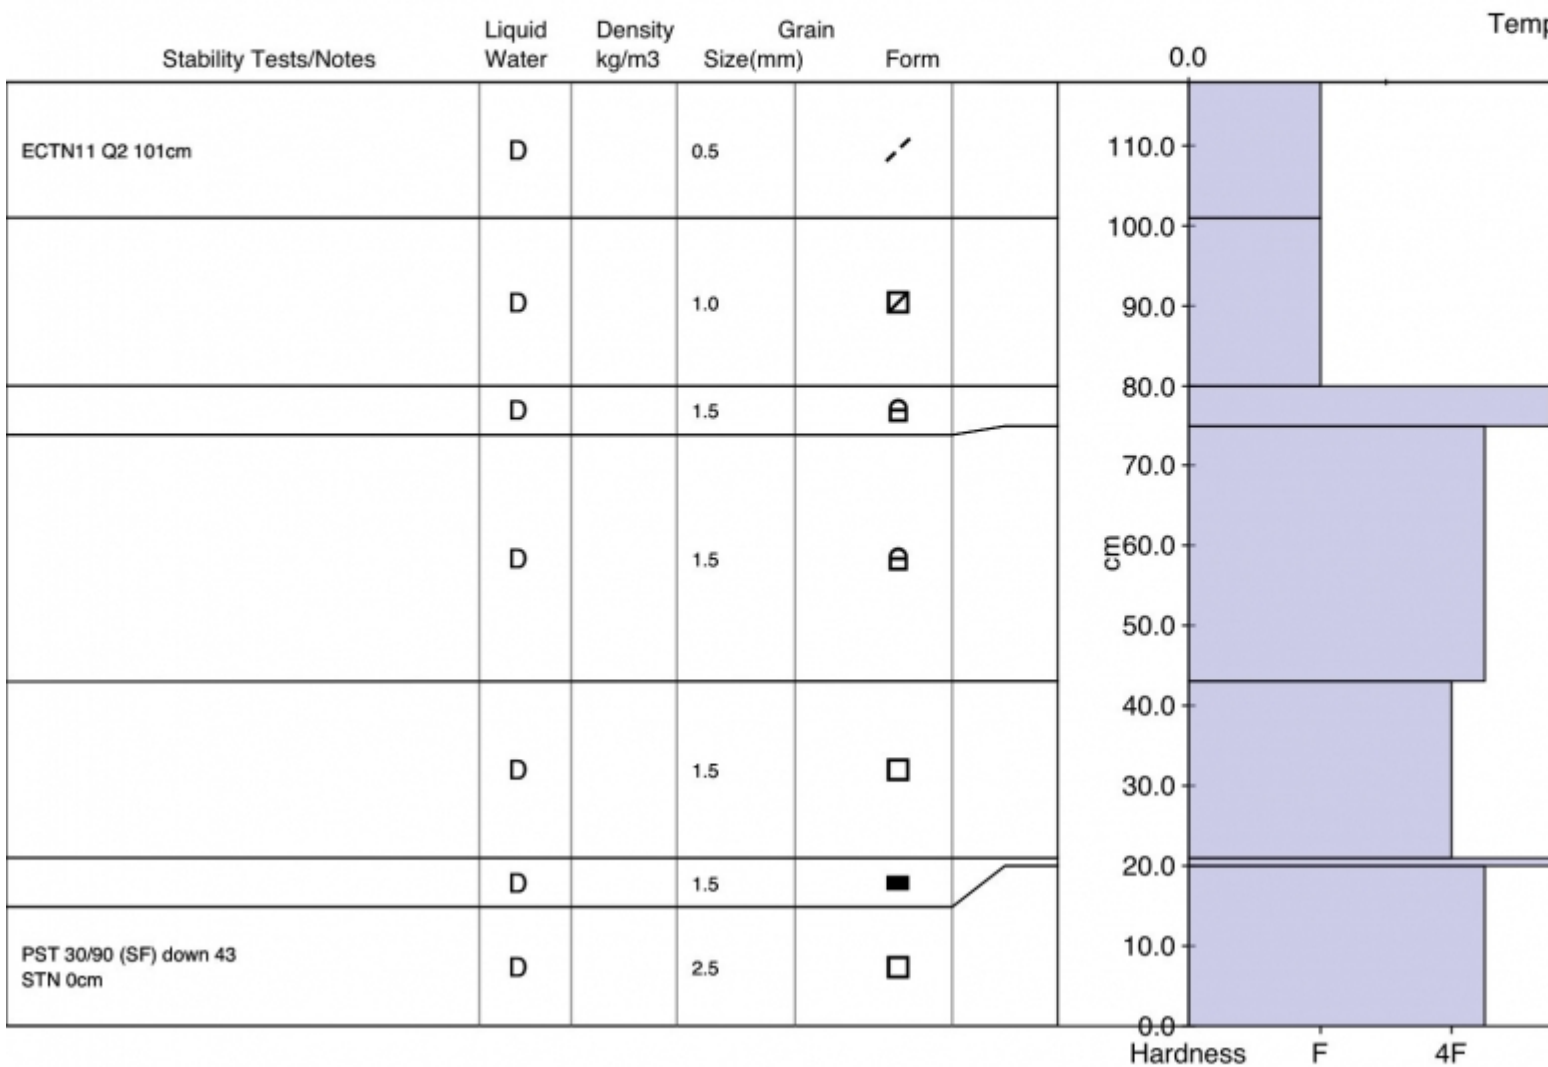 Temp
Liquid Density Grain
Stability Tests/Notes Water kg/m3 Size(mm) Form 0.0
ECTN11 Q2 101cm D 0.5 110.0
100.0
D 1.0 90.0
80.0
D 1.5
70.0
D 1.5 cm 60.0
50.0
40.0
D 1.5 30.0
20.0
D 1.5
PST 30/90 (SF) down 43 10.0
STN 0cm D 2.5
0.0
Hardness F 4F